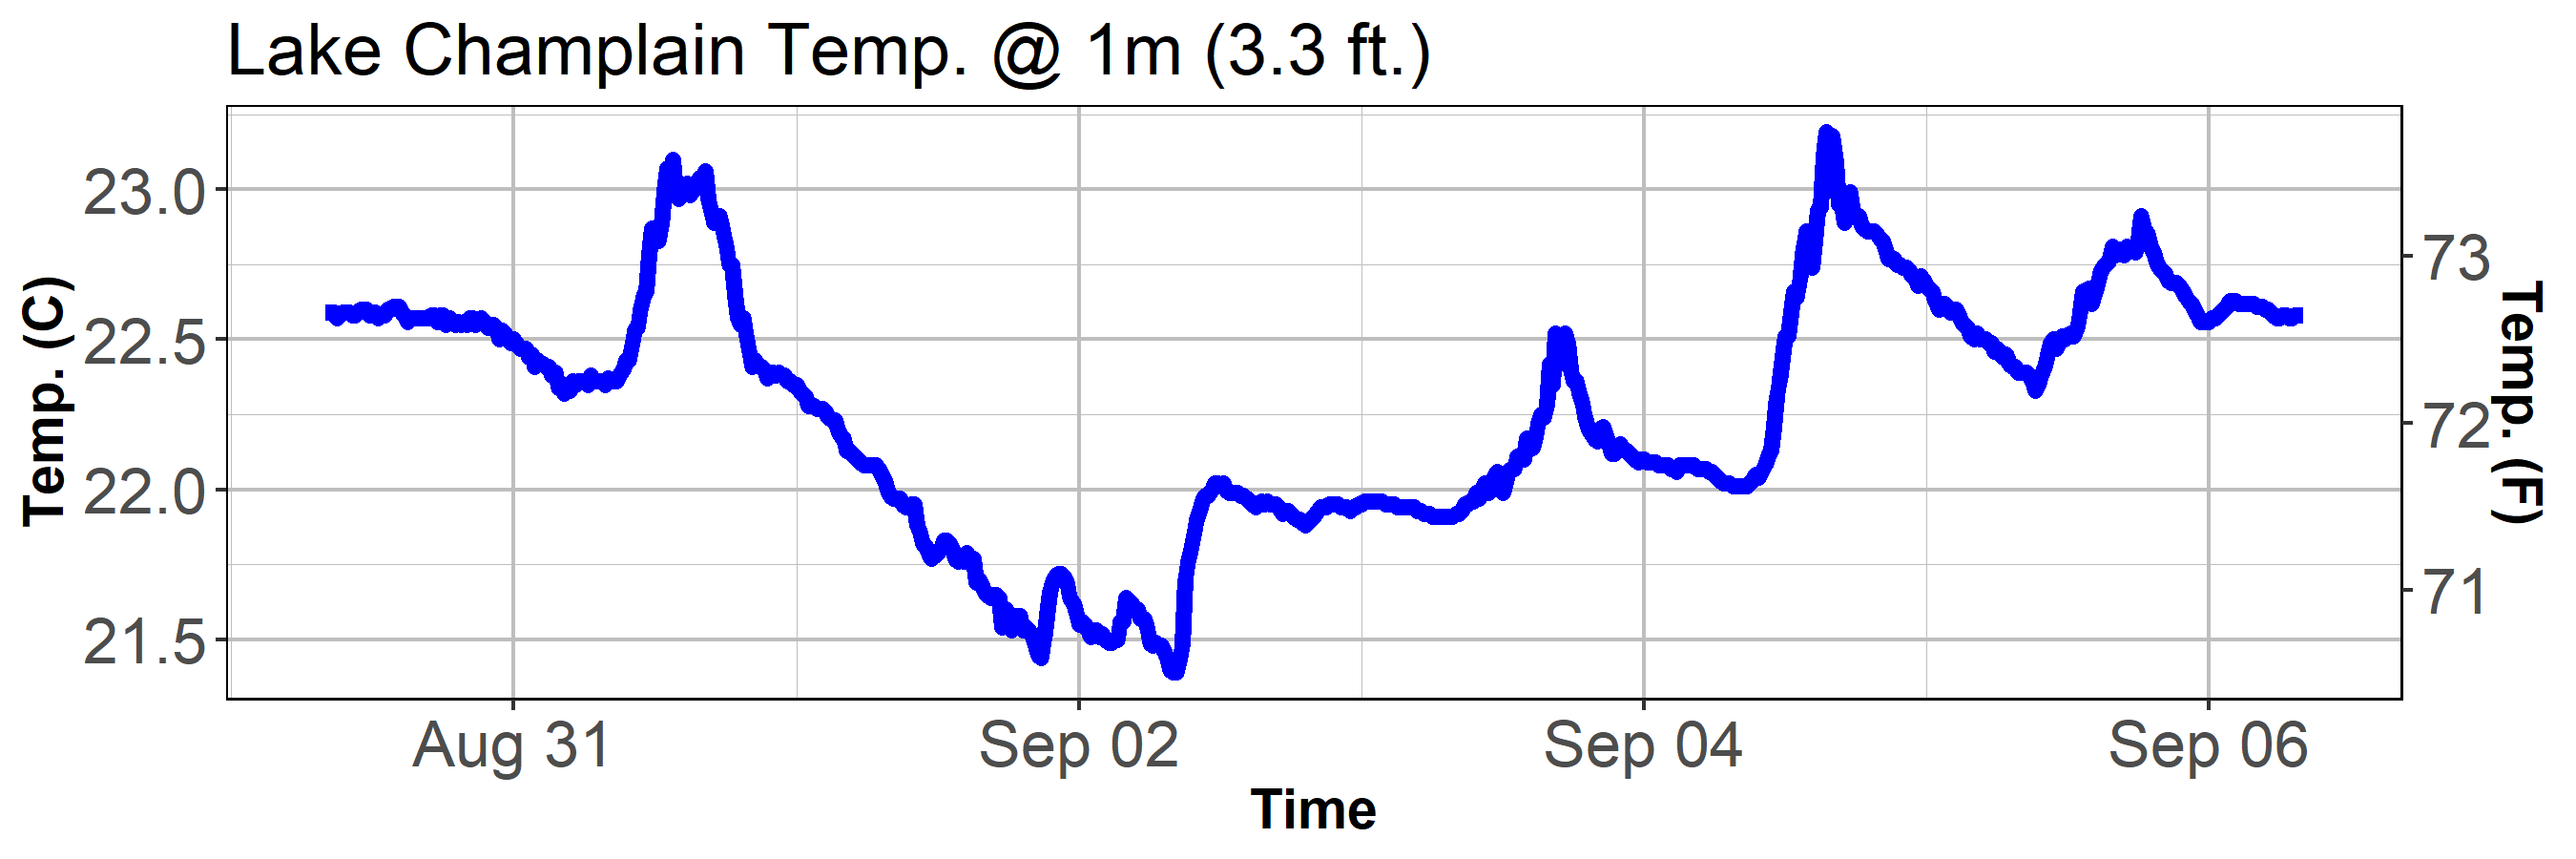 Lake Champlain Temp. @ 1m (3.3 ft.)
Temp. (C)
23.0
22.5
22.0
21.5
73
72
71
Temp. (F)
Aug 31 Sep 02 Sep 04 Sep 06
Time